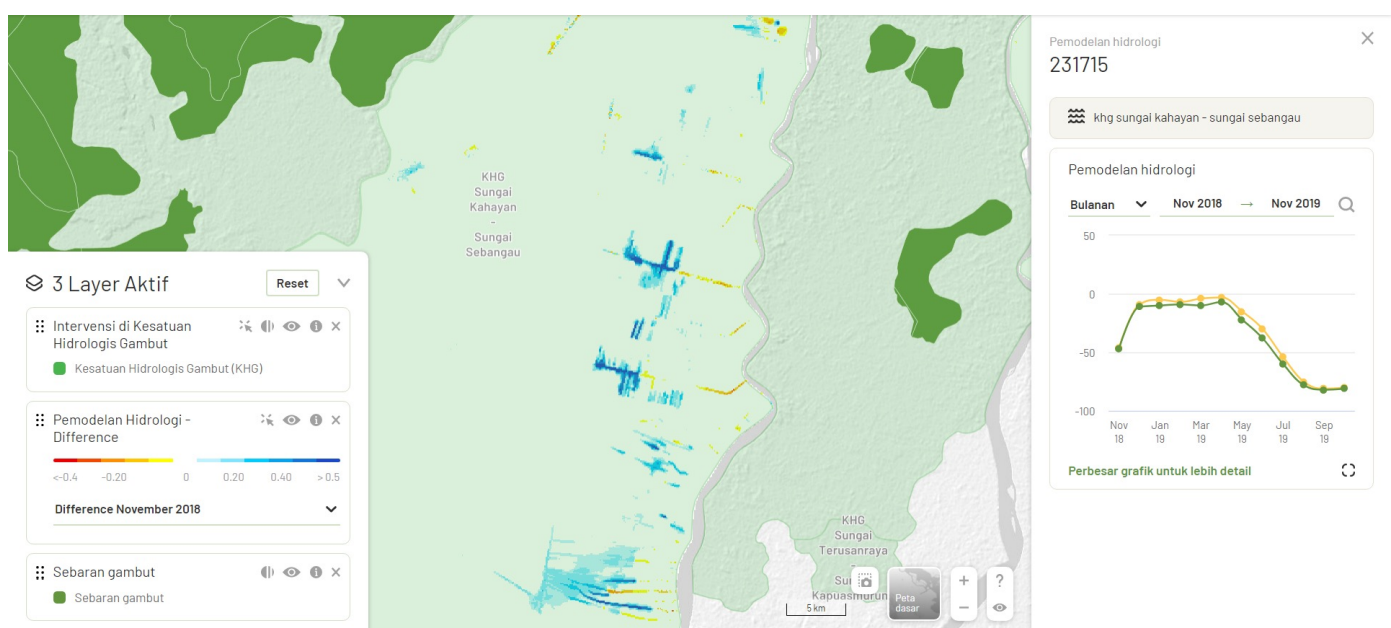 KHG
Sungai
Kahayan
-
Sungai
Sebangau
3 Layer Aktif
Reset
Intervensi di Kesatuan
Hidrologis Gambut
Kesatuan Hidrologis Gambut (KHG)
Pemodelan Hidrologi -
Difference
<-0.4 -0.20 0 0.20 0.40 >0.5
Difference November 2018
Sebaran gambut
Sebaran gambut
KHG
Sungai
Terusanraya
-
Kapuasmurun
5 km
Peta
dasar
+
−
?
Pemodelan hidrologi
231715
khg sungai kahayan - sungai sebangau
Pemodelan hidrologi
Bulanan Nov 2018 → Nov 2019
50
0
-50
-100
Nov Jan Mar May Jul Sep
18 19 19 19 19 19
Perbesar grafik untuk lebih detail